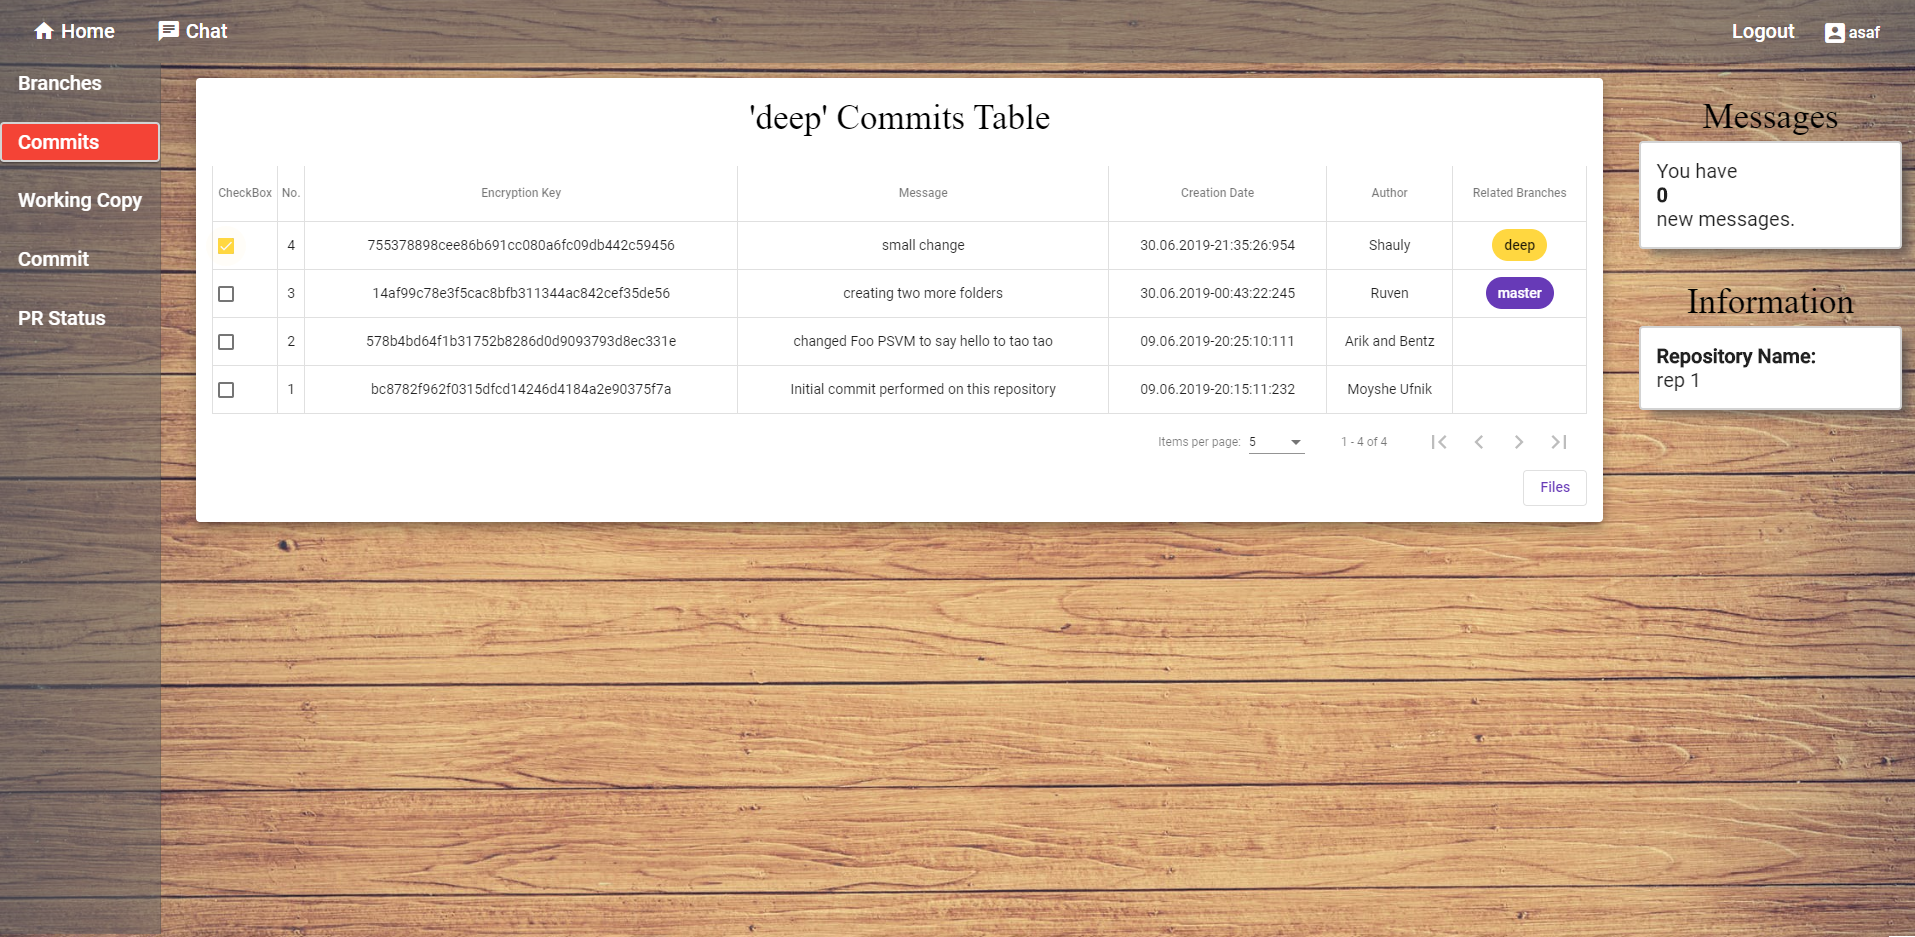 Home Chat Logout asaf
Branches
Commits
Working Copy
Commit
PR Status
'deep' Commits Table
CheckBox No. Encryption Key Message Creation Date Author Related Branches
4 755378898cee86b691cc080a6fc09db442c59456 small change 30.06.2019-21:35:26:954 Shauly deep
3 14af99c78e3f5cac8bfb311344ac842cef35de56 creating two more folders 30.06.2019-00:43:22:245 Ruven master
2 578b4bd64f1b31752b8286d0d9093793d8ec331e changed Foo PSVM to say hello to tao tao 09.06.2019-20:25:10:111 Arik and Bentz
1 bc8782f962f0315dfcd14246d4184a2e90375f7a Initial commit performed on this repository 09.06.2019-20:15:11:232 Moyshe Ufnik
Items per page: 5 1 - 4 of 4
Files
Messages
You have
0
new messages.
Information
Repository Name:
rep 1